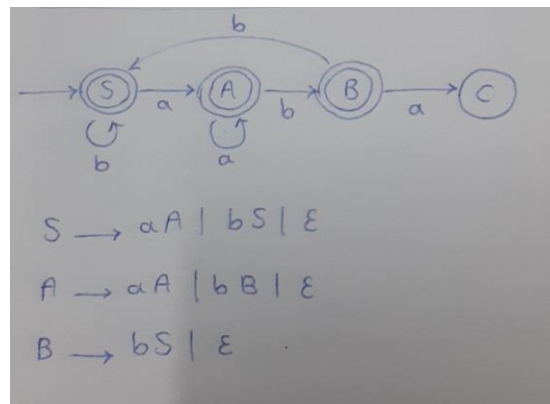 b
S a A b B a C
b a
S → aA | bS | ε
A → aA | bB | ε
B → bS | ε